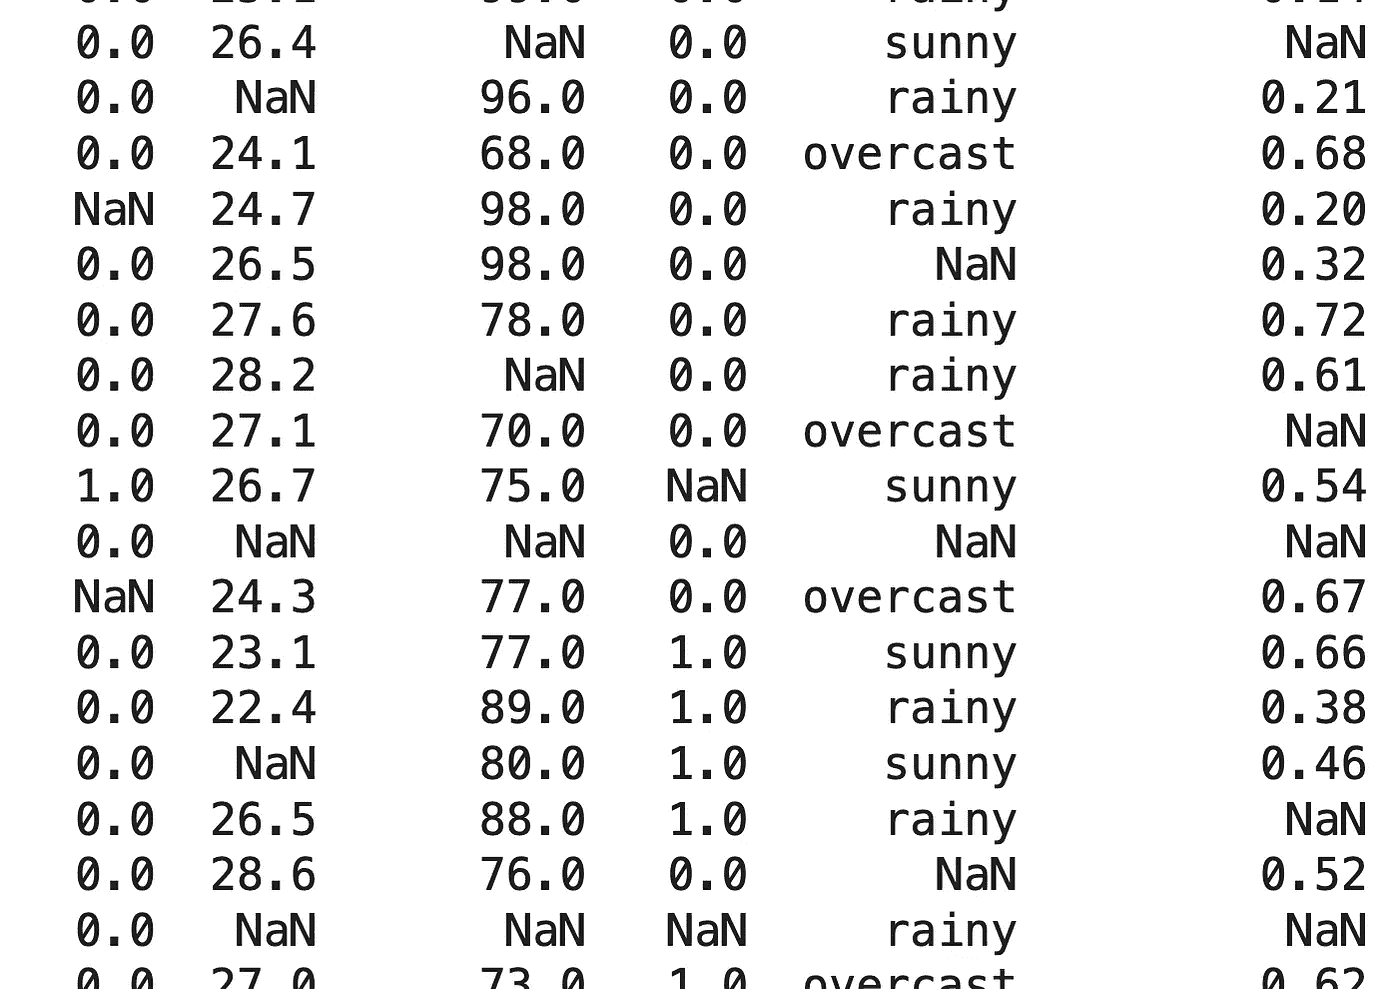 0.0 26.4 NaN 0.0 sunny NaN
0.0 NaN 96.0 0.0 rainy 0.21
0.0 24.1 68.0 0.0 overcast 0.68
NaN 24.7 98.0 0.0 rainy 0.20
0.0 26.5 98.0 0.0 NaN 0.32
0.0 27.6 78.0 0.0 rainy 0.72
0.0 28.2 NaN 0.0 rainy 0.61
0.0 27.1 70.0 0.0 overcast NaN
1.0 26.7 75.0 NaN sunny 0.54
0.0 NaN NaN 0.0 NaN NaN
NaN 24.3 77.0 0.0 overcast 0.67
0.0 23.1 77.0 1.0 sunny 0.66
0.0 22.4 89.0 1.0 rainy 0.38
0.0 NaN 80.0 1.0 sunny 0.46
0.0 26.5 88.0 1.0 rainy NaN
0.0 28.6 76.0 0.0 NaN 0.52
0.0 NaN NaN NaN rainy NaN
0.0 27.0 73.0 1.0 overcast 0.62